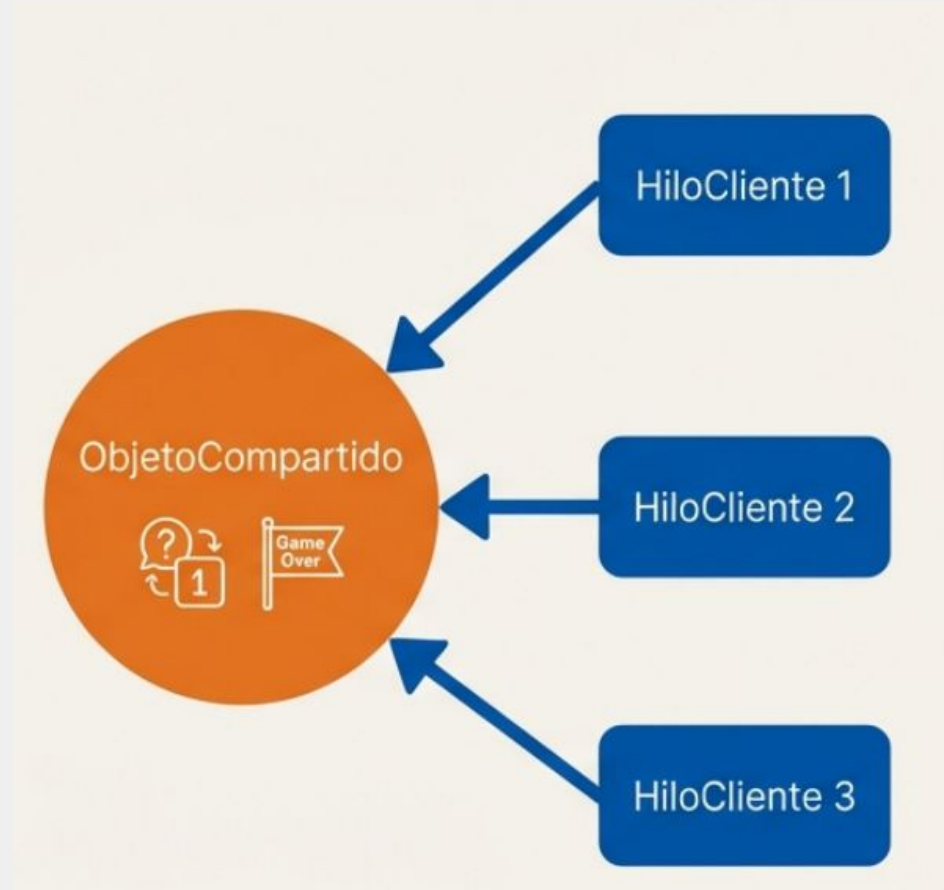 HiloCliente 1
ObjetoCompartido
?
1
Game
Over
HiloCliente 2
HiloCliente 3